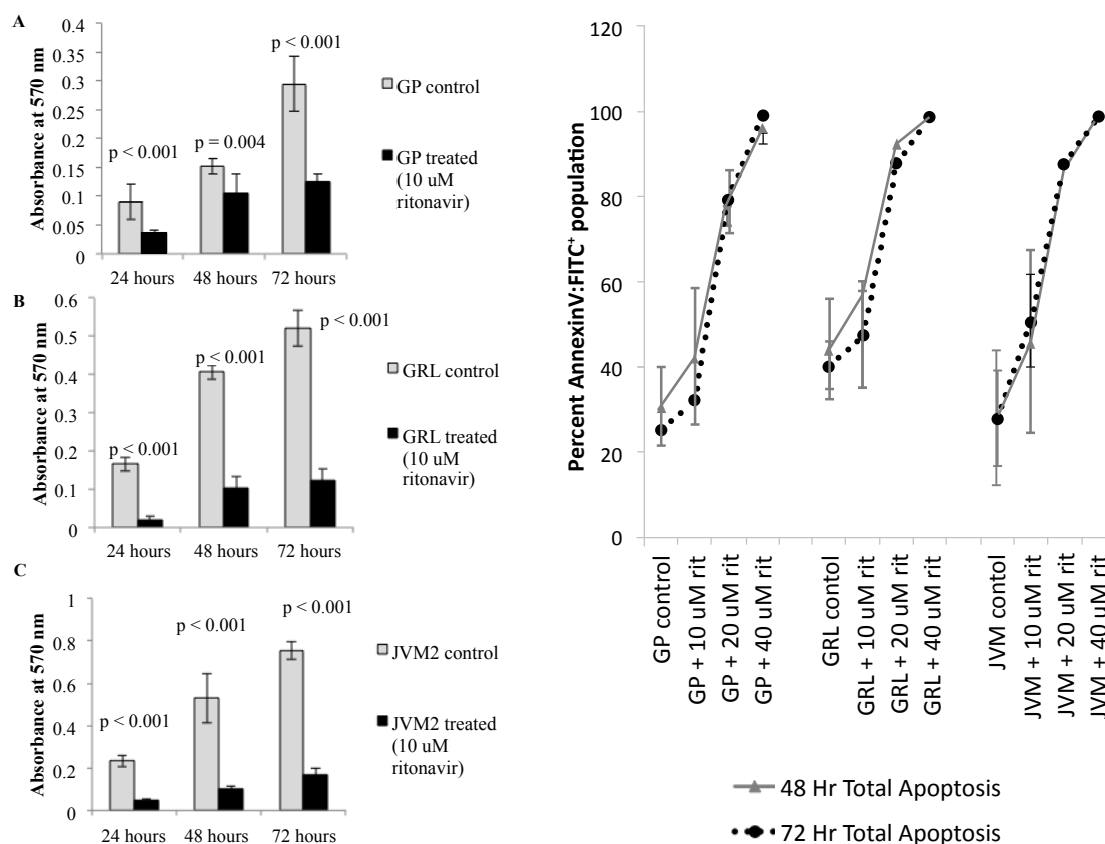 A
Absorbance at 570 nm
0.4
0.35
0.3
0.25
0.2
0.15
0.1
0.05
0
p < 0.001
p = 0.004
p < 0.001
24 hours
48 hours
72 hours
GP control
GP treated
(10 uM
ritonavir)
B
Absorbance at 570 nm
0.6
0.5
0.4
0.3
0.2
0.1
0
p < 0.001
p < 0.001
p < 0.001
24 hours
48 hours
72 hours
GRL control
GRL treated
(10 uM
ritonavir)
C
Absorbance at 570 nm
1
0.8
0.6
0.4
0.2
0
p < 0.001
p < 0.001
p < 0.001
24 hours
48 hours
72 hours
JVM2 control
JVM2 treated
(10 uM
ritonavir)
Percent AnnexinV:FITC⁺ population
120
100
80
60
40
20
0
GP control
GP + 10 uM rit
GP + 20 uM rit
GP + 40 uM rit
GRL contol
GRL + 10 uM rit
GRL + 20 uM rit
GRL + 40 uM rit
JVM contol
JVM + 10 uM rit
JVM + 20 uM rit
JVM + 40 uM rit
48 Hr Total Apoptosis
72 Hr Total Apoptosis